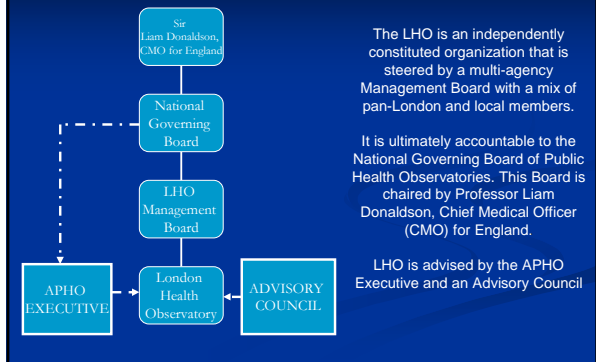 Sir
Liam Donaldson,
CMO for England
National
Governing
Board
LHO
Management
Board
APHO
EXECUTIVE
London
Health
Observatory
ADVISORY
COUNCIL
The LHO is an independently
constituted organization that is
steered by a multi-agency
Management Board with a mix of
pan-London and local members.
It is ultimately accountable to the
National Governing Board of Public
Health Observatories. This Board is
chaired by Professor Liam
Donaldson, Chief Medical Officer
(CMO) for England.
LHO is advised by the APHO
Executive and an Advisory Council